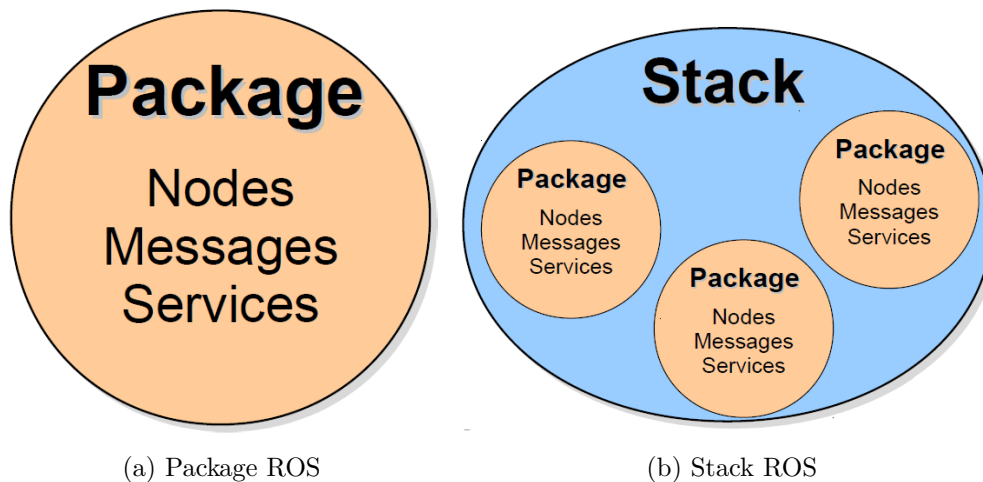 Package
Nodes
Messages
Services
(a) Package ROS
Stack
Package
Nodes
Messages
Services
Package
Nodes
Messages
Services
Package
Nodes
Messages
Services
(b) Stack ROS